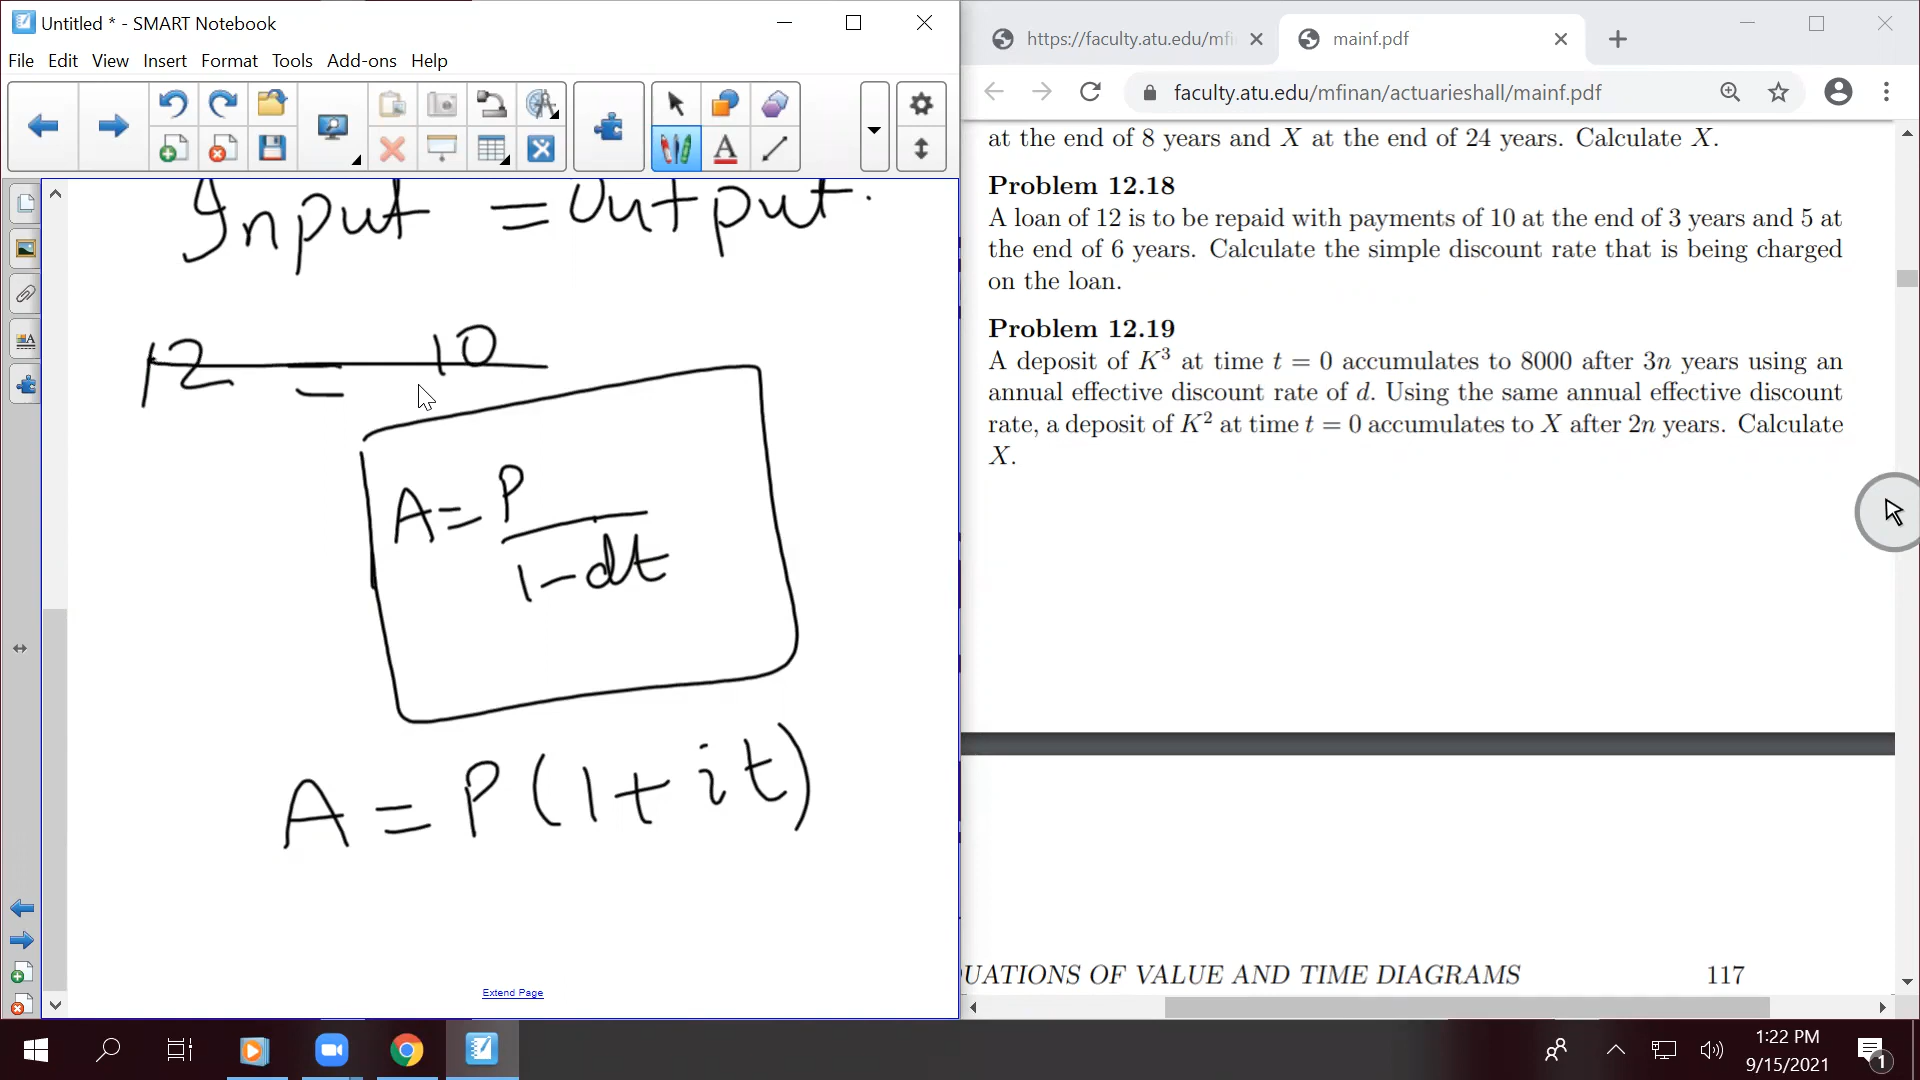 Untitled * - SMART Notebook
File Edit View Insert Format Tools Add-ons Help
Input = Output.
12 = 10
A = P
1 - dt
A = P(1 + it)
Extend Page
https://faculty.atu.edu/mfi
mainf.pdf
faculty.atu.edu/mfinan/actuarieshall/mainf.pdf
at the end of 8 years and X at the end of 24 years. Calculate X.
Problem 12.18
A loan of 12 is to be repaid with payments of 10 at the end of 3 years and 5 at
the end of 6 years. Calculate the simple discount rate that is being charged
on the loan.
Problem 12.19
A deposit of K³ at time t = 0 accumulates to 8000 after 3n years using an
annual effective discount rate of d. Using the same annual effective discount
rate, a deposit of K² at time t = 0 accumulates to X after 2n years. Calculate
X.
UATIONS OF VALUE AND TIME DIAGRAMS 117
1:22 PM
9/15/2021
1